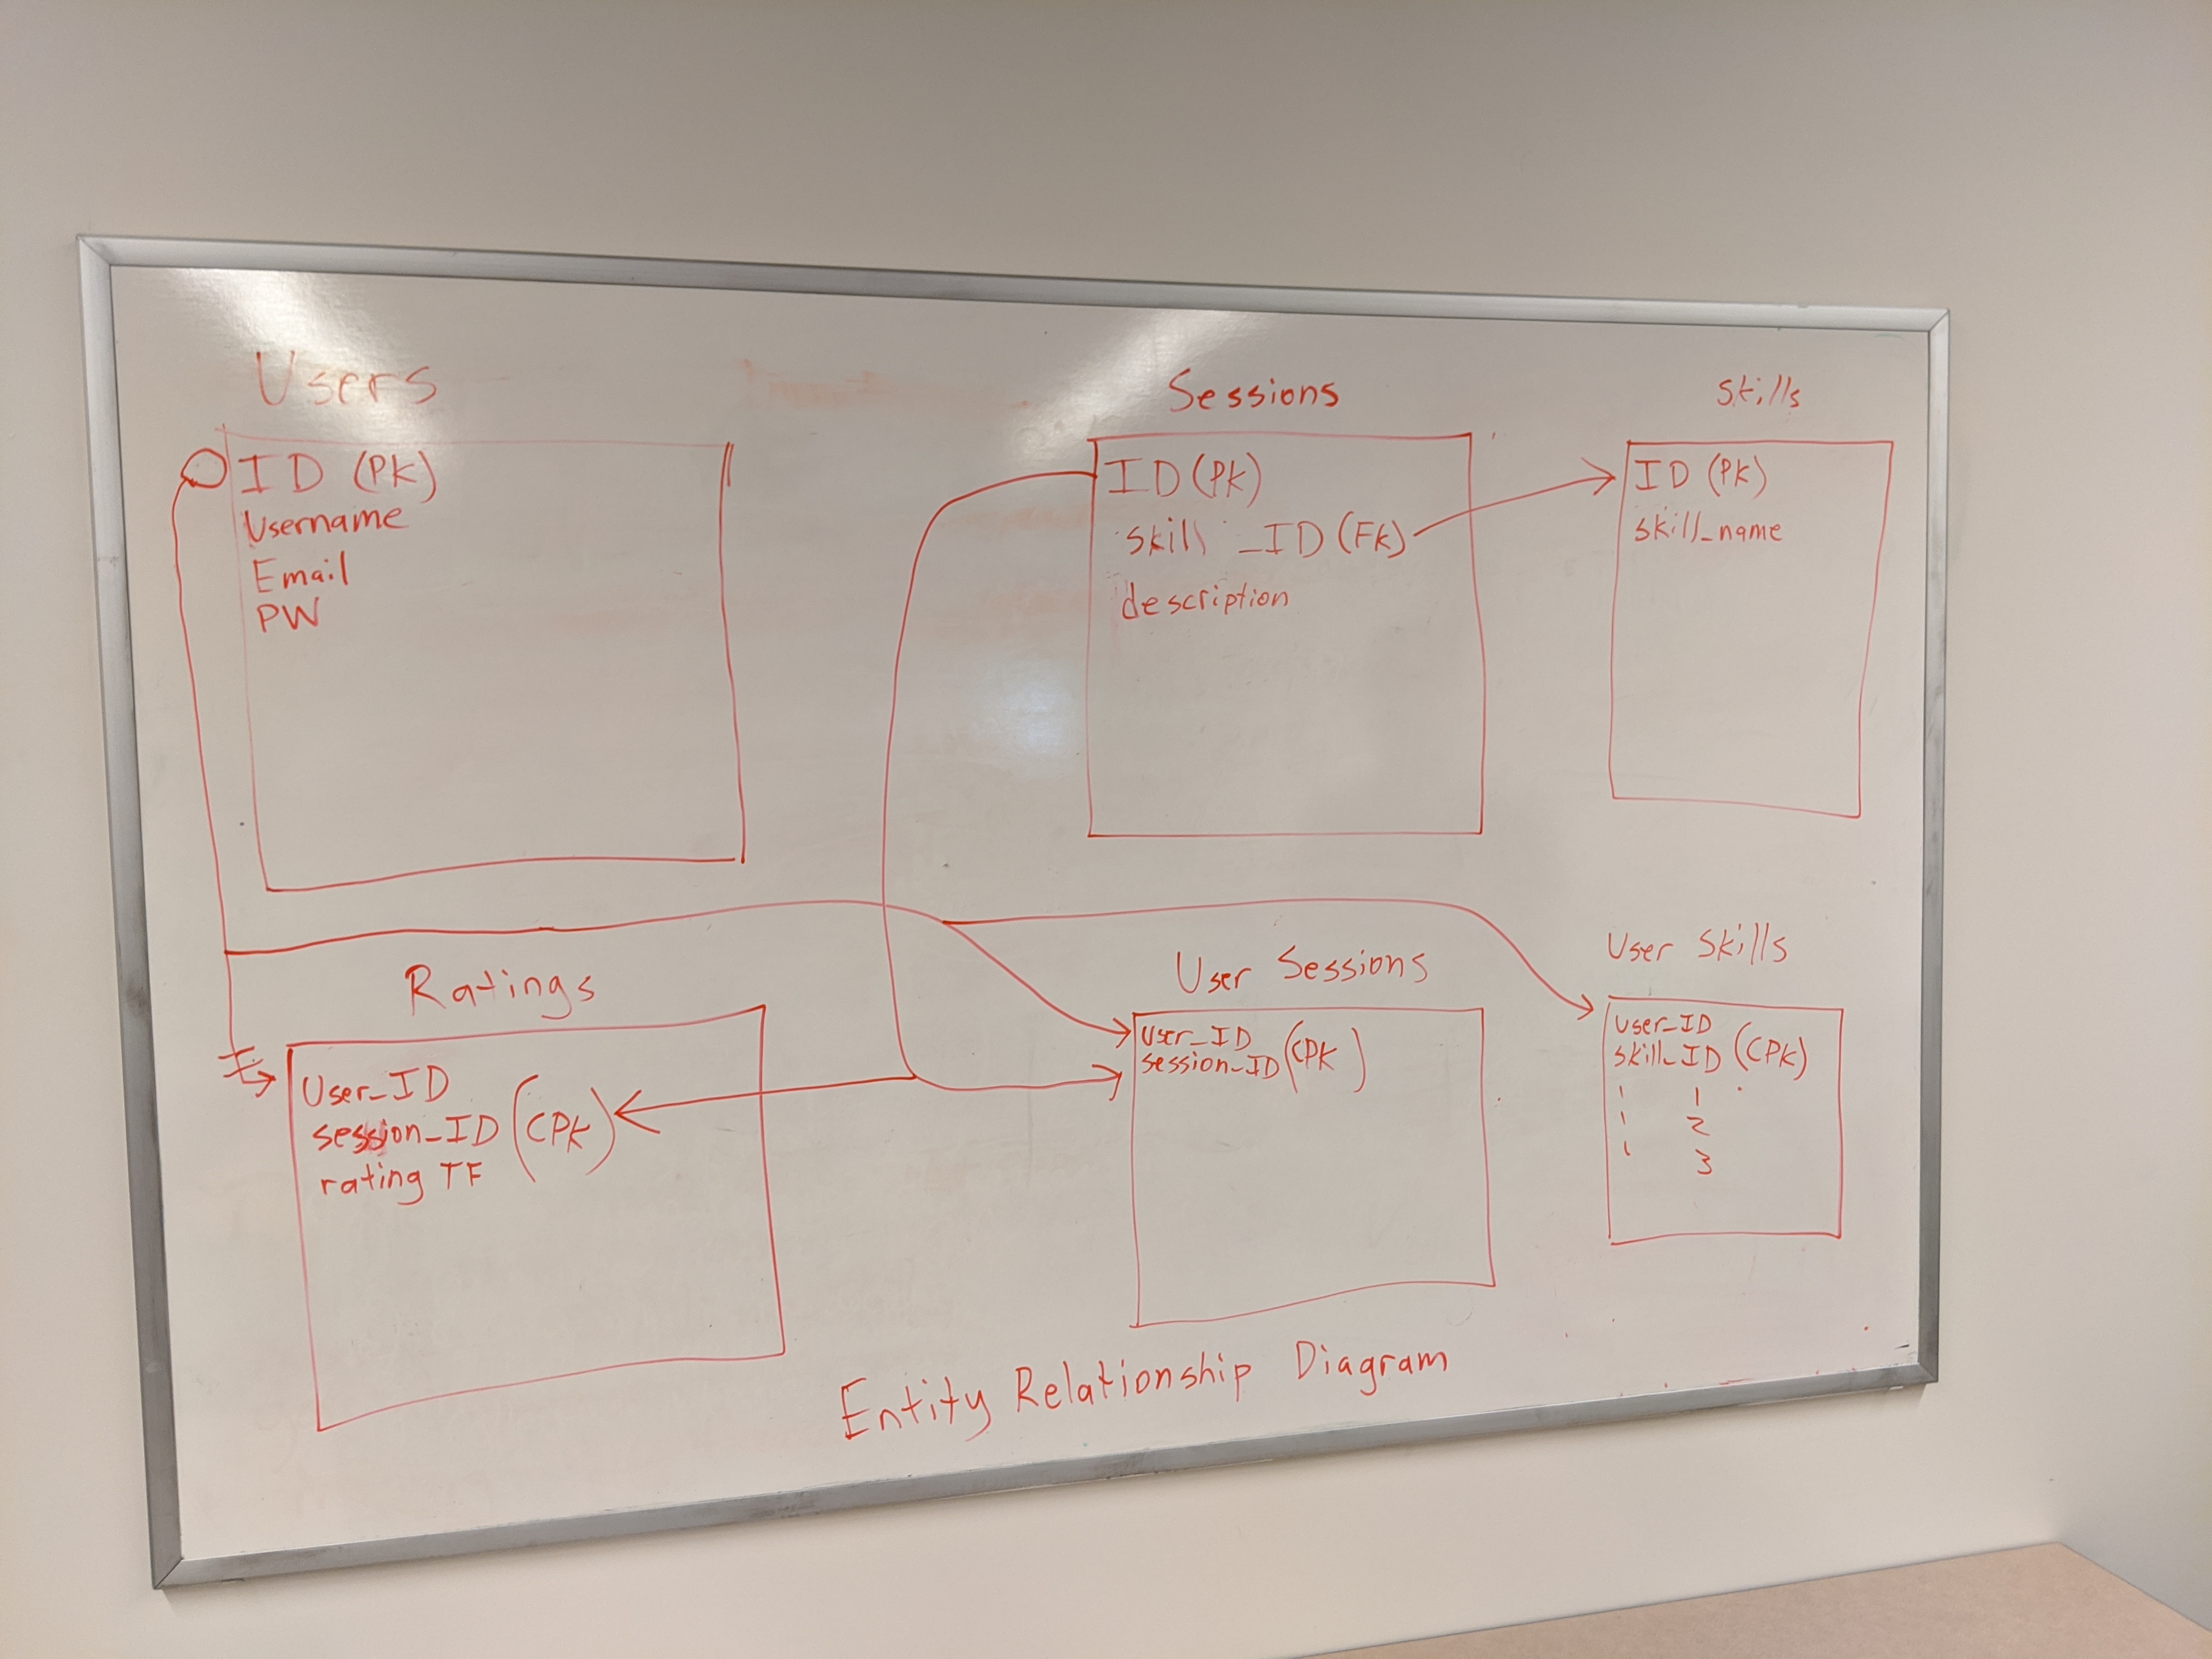 Users
ID (PK)
Username
Email
PW
Sessions
ID (PK)
skill _ID (FK)
description
Skills
ID (PK)
skill_name
Ratings
User_ID
session_ID (CPK)
rating TF
User Sessions
User_ID
session_ID (CPK)
User Skills
User_ID
skill_ID (CPK)
1 1
1 2
1 3
Entity Relationship Diagram